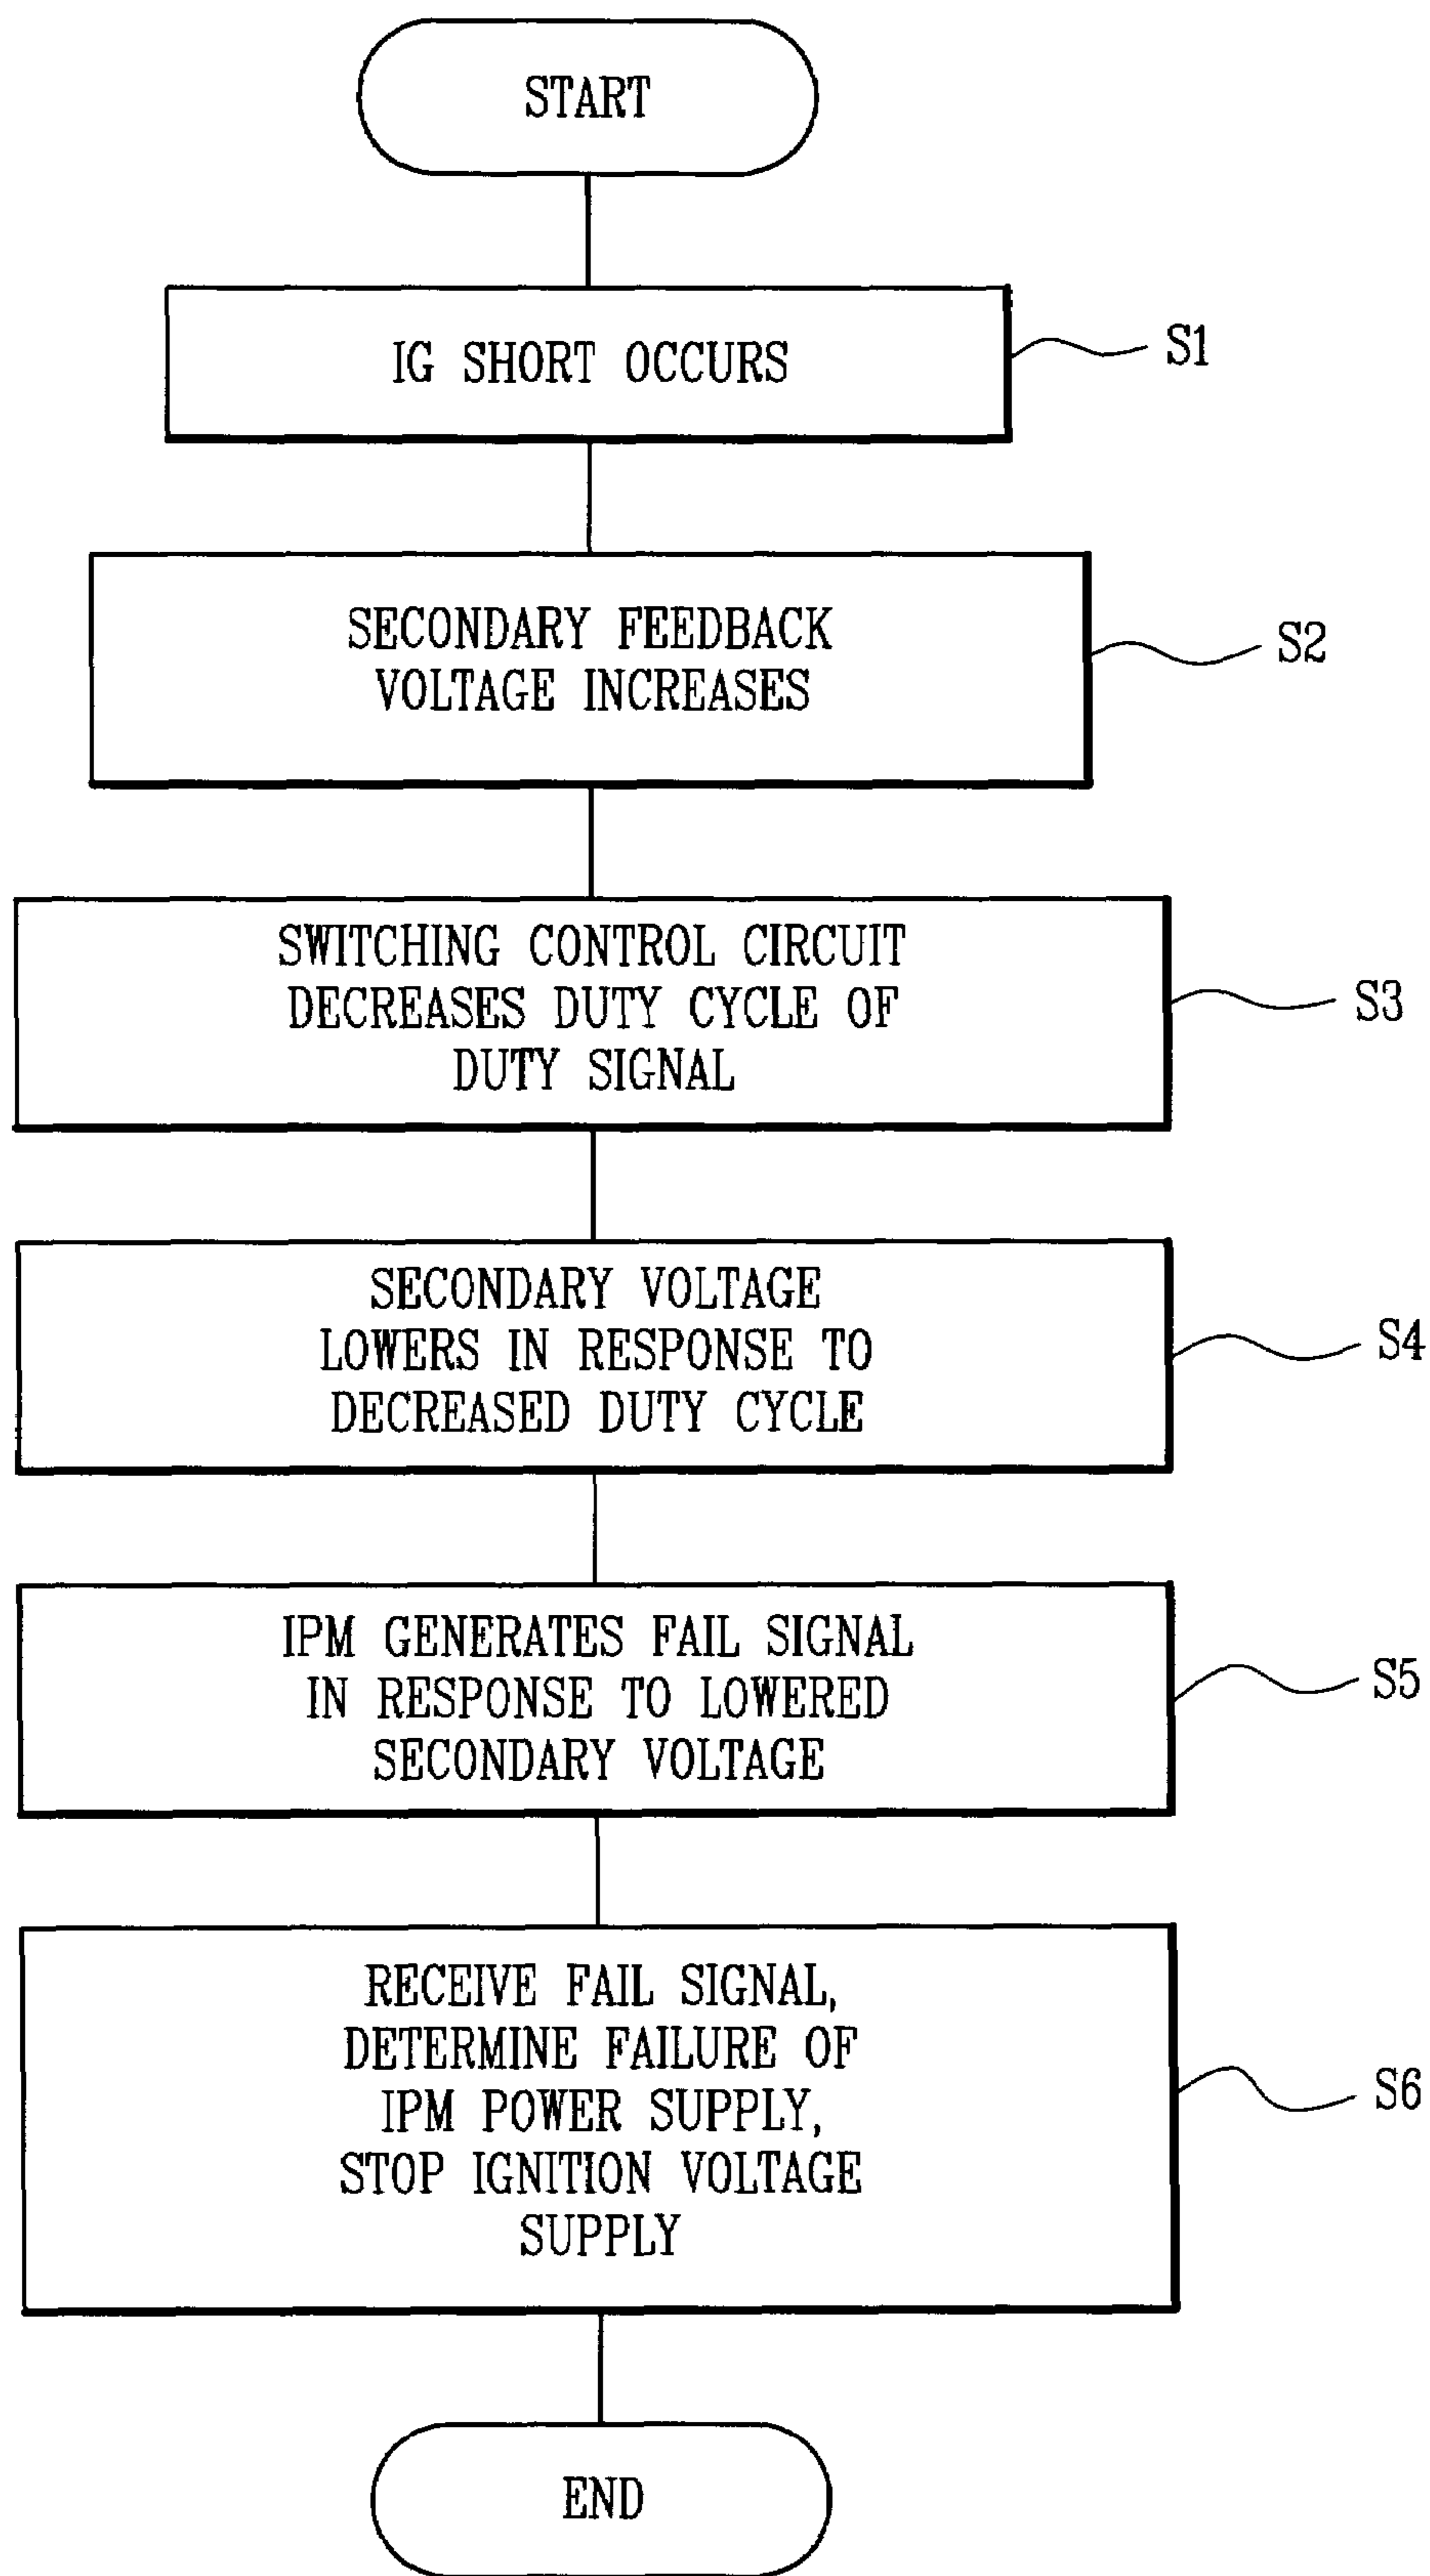 START
IG SHORT OCCURS
S1
SECONDARY FEEDBACK
VOLTAGE INCREASES
S2
SWITCHING CONTROL CIRCUIT
DECREASES DUTY CYCLE OF
DUTY SIGNAL
S3
SECONDARY VOLTAGE
LOWERS IN RESPONSE TO
DECREASED DUTY CYCLE
S4
IPM GENERATES FAIL SIGNAL
IN RESPONSE TO LOWERED
SECONDARY VOLTAGE
S5
RECEIVE FAIL SIGNAL,
DETERMINE FAILURE OF
IPM POWER SUPPLY,
STOP IGNITION VOLTAGE
SUPPLY
S6
END